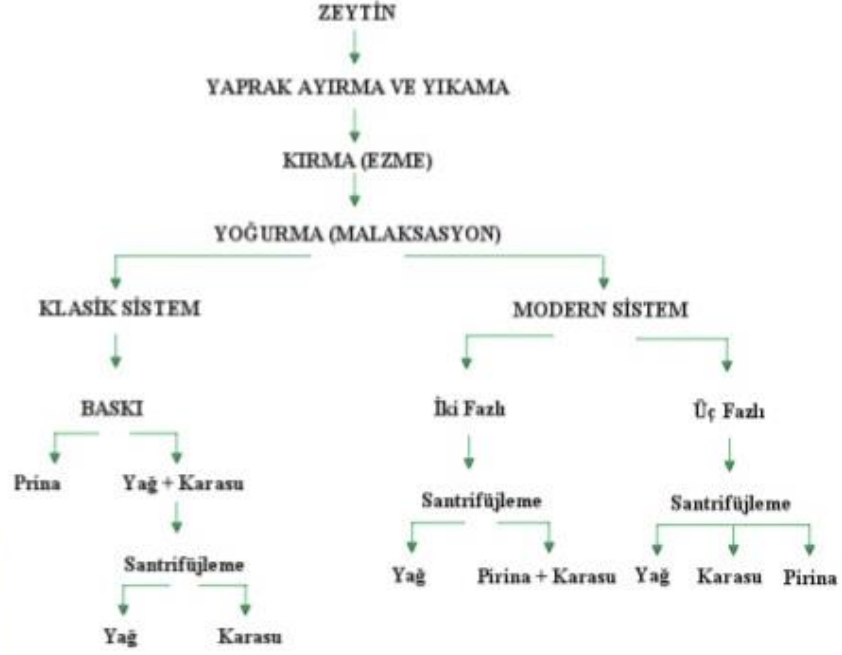 ZEYTİN
YAPRAK AYIRMA VE YIKAMA
KIRMA (EZME)
YOĞURMA (MALAKSASYON)
KLASİK SİSTEM
MODERN SİSTEM
BASKI
İki Fazlı
Üç Fazlı
Prina
Yağ + Karasu
Santrifüjleme
Santrifüjleme
Santrifüjleme
Yağ
Pirina + Karasu
Yağ
Karasu
Pirina
Yağ
Karasu